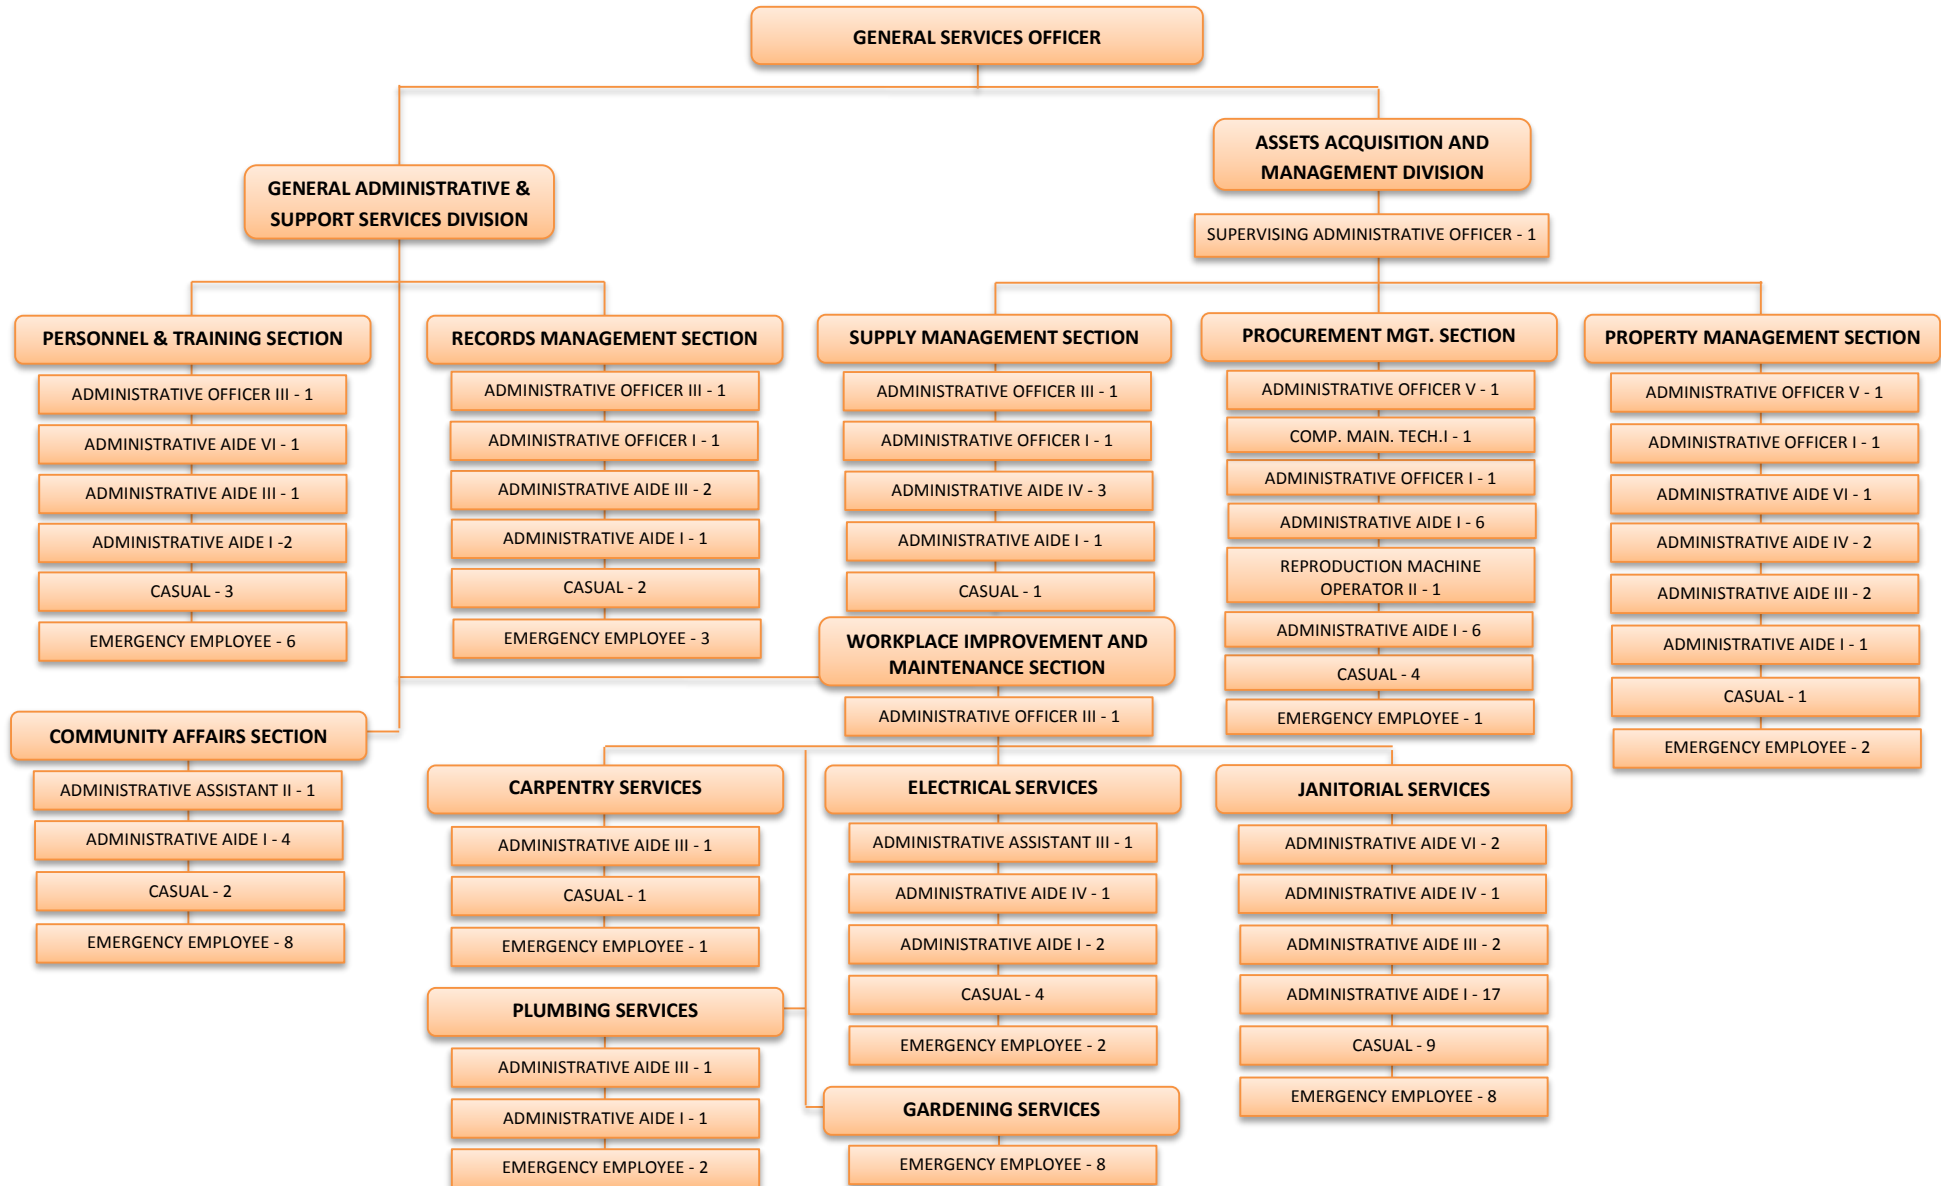 GENERAL SERVICES OFFICER
GENERAL ADMINISTRATIVE &
SUPPORT SERVICES DIVISION
ASSETS ACQUISITION AND
MANAGEMENT DIVISION
SUPERVISING ADMINISTRATIVE OFFICER - 1
PERSONNEL & TRAINING SECTION
ADMINISTRATIVE OFFICER III - 1
ADMINISTRATIVE AIDE VI - 1
ADMINISTRATIVE AIDE III - 1
ADMINISTRATIVE AIDE I -2
CASUAL - 3
EMERGENCY EMPLOYEE - 6
RECORDS MANAGEMENT SECTION
ADMINISTRATIVE OFFICER III - 1
ADMINISTRATIVE OFFICER I - 1
ADMINISTRATIVE AIDE III - 2
ADMINISTRATIVE AIDE I - 1
CASUAL - 2
EMERGENCY EMPLOYEE - 3
SUPPLY MANAGEMENT SECTION
ADMINISTRATIVE OFFICER III - 1
ADMINISTRATIVE OFFICER I - 1
ADMINISTRATIVE AIDE IV - 3
ADMINISTRATIVE AIDE I - 1
CASUAL - 1
PROCUREMENT MGT. SECTION
ADMINISTRATIVE OFFICER V - 1
COMP. MAIN. TECH.I - 1
ADMINISTRATIVE OFFICER I - 1
ADMINISTRATIVE AIDE I - 6
REPRODUCTION MACHINE
OPERATOR II - 1
ADMINISTRATIVE AIDE I - 6
CASUAL - 4
EMERGENCY EMPLOYEE - 1
PROPERTY MANAGEMENT SECTION
ADMINISTRATIVE OFFICER V - 1
ADMINISTRATIVE OFFICER I - 1
ADMINISTRATIVE AIDE VI - 1
ADMINISTRATIVE AIDE IV - 2
ADMINISTRATIVE AIDE III - 2
ADMINISTRATIVE AIDE I - 1
CASUAL - 1
EMERGENCY EMPLOYEE - 2
COMMUNITY AFFAIRS SECTION
ADMINISTRATIVE ASSISTANT II - 1
ADMINISTRATIVE AIDE I - 4
CASUAL - 2
EMERGENCY EMPLOYEE - 8
WORKPLACE IMPROVEMENT AND
MAINTENANCE SECTION
ADMINISTRATIVE OFFICER III - 1
CARPENTRY SERVICES
ADMINISTRATIVE AIDE III - 1
CASUAL - 1
EMERGENCY EMPLOYEE - 1
PLUMBING SERVICES
ADMINISTRATIVE AIDE III - 1
ADMINISTRATIVE AIDE I - 1
EMERGENCY EMPLOYEE - 2
ELECTRICAL SERVICES
ADMINISTRATIVE ASSISTANT III - 1
ADMINISTRATIVE AIDE IV - 1
ADMINISTRATIVE AIDE I - 2
CASUAL - 4
EMERGENCY EMPLOYEE - 2
GARDENING SERVICES
EMERGENCY EMPLOYEE - 8
JANITORIAL SERVICES
ADMINISTRATIVE AIDE VI - 2
ADMINISTRATIVE AIDE IV - 1
ADMINISTRATIVE AIDE III - 2
ADMINISTRATIVE AIDE I - 17
CASUAL - 9
EMERGENCY EMPLOYEE - 8